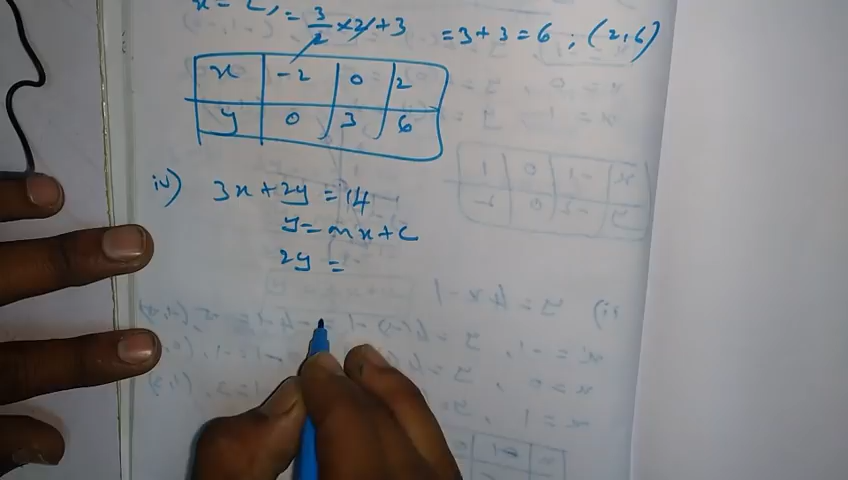 x = 2, = 3/2 × 2 + 3 = 3 + 3 = 6 ; (2, 6)
x -2 0 2
y 0 3 6
iv) 3x + 2y = 14
y = mx + c
2y =